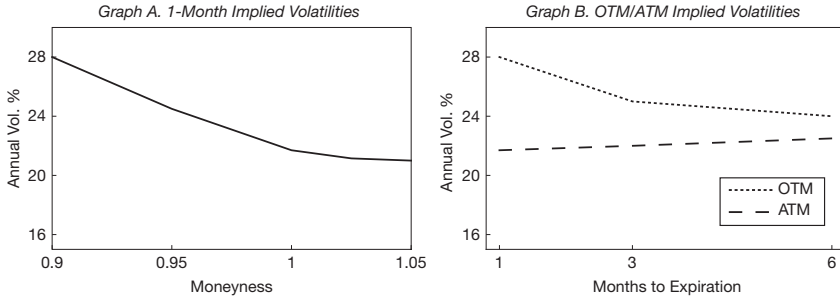 Graph A. 1-Month Implied Volatilities
Annual Vol. %
28
24
20
16
0.9
0.95
1
1.05
Moneyness
Graph B. OTM/ATM Implied Volatilities
Annual Vol. %
28
24
20
16
OTM
ATM
1
3
6
Months to Expiration